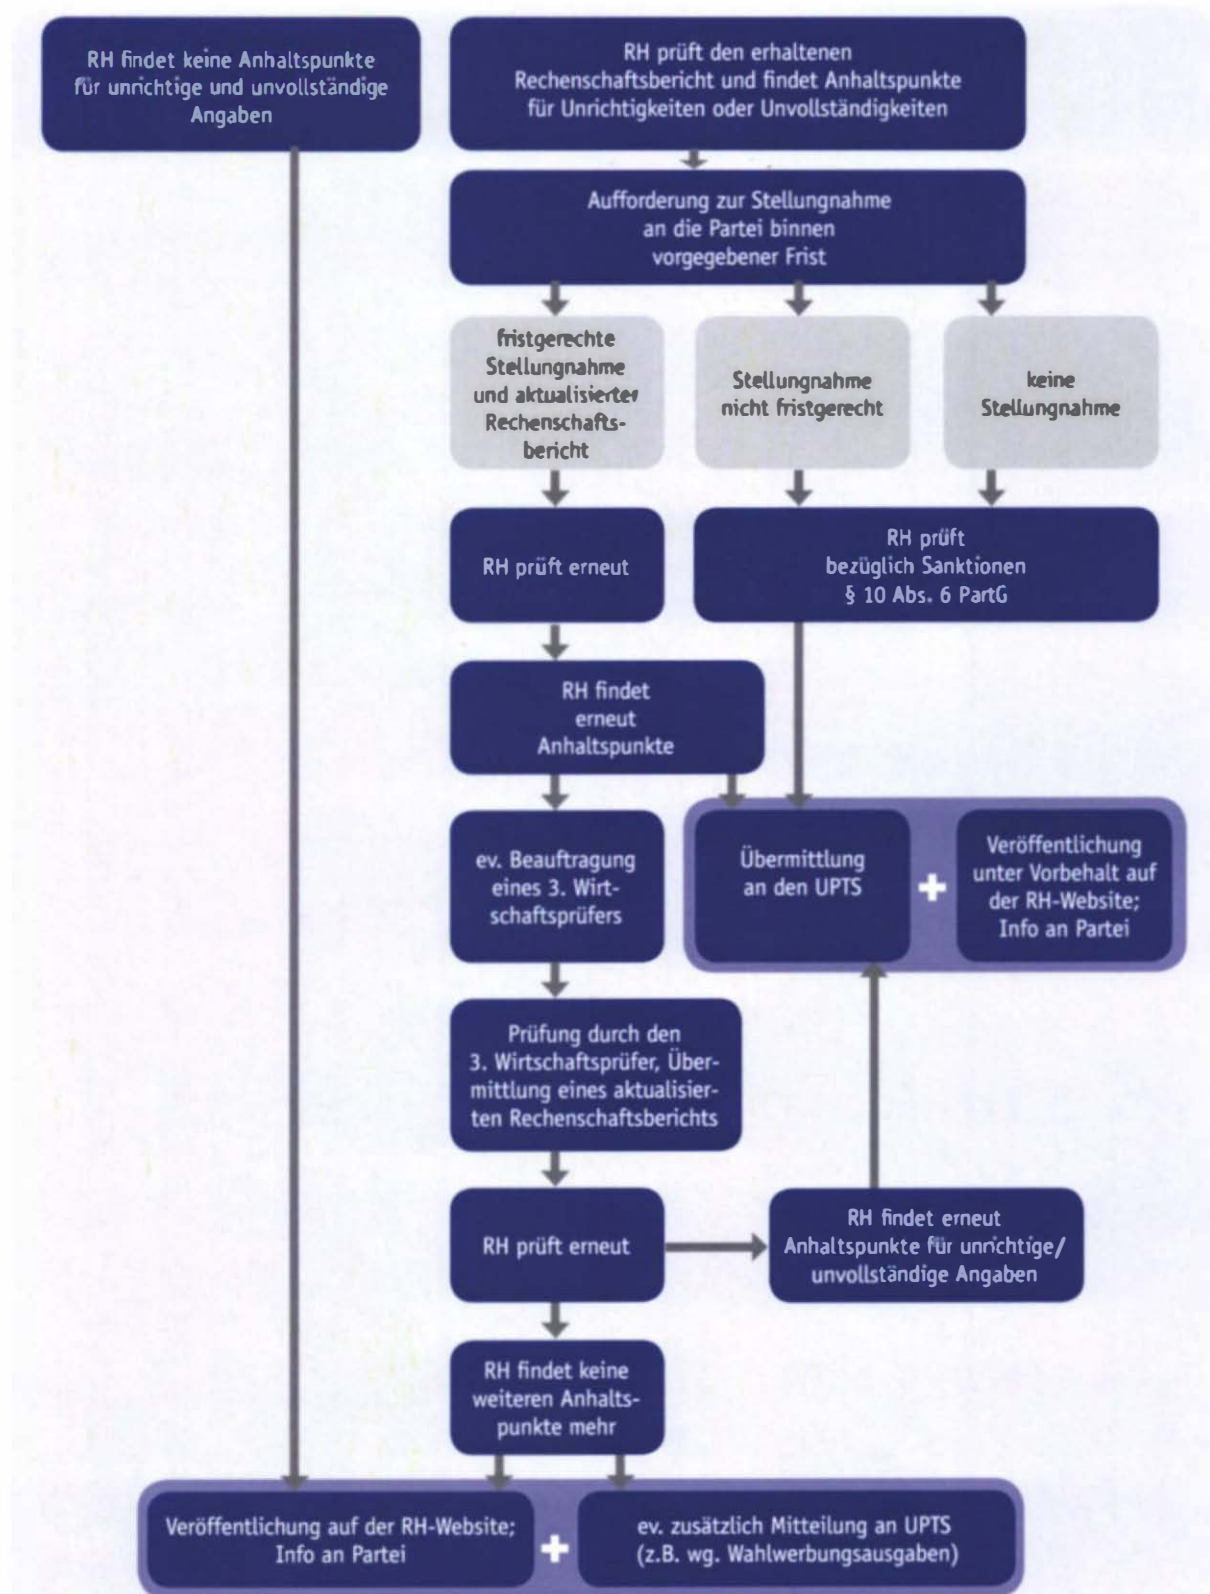 RH findet keine Anhaltspunkte
für unrichtige und unvollständige
Angaben
RH prüft den erhaltenen
Rechenschaftsbericht und findet Anhaltspunkte
für Unrichtigkeiten oder Unvollständigkeiten
Aufforderung zur Stellungnahme
an die Partei binnen
vorgegebener Frist
fristgerechte
Stellungnahme
und aktualisierter
Rechenschafts-
bericht
Stellungnahme
nicht fristgerecht
keine
Stellungnahme
RH prüft erneut
RH prüft
bezüglich Sanktionen
§ 10 Abs. 6 PartG
RH findet
erneut
Anhaltspunkte
ev. Beauftragung
eines 3. Wirt-
schaftsprüfers
Übermittlung
an den UPTS
+
Veröffentlichung
unter Vorbehalt auf
der RH-Website;
Info an Partei
Prüfung durch den
3. Wirtschaftsprüfer, Über-
mittlung eines aktualisier-
ten Rechenschaftsberichts
RH prüft erneut
RH findet erneut
Anhaltspunkte für unrichtige/
unvollständige Angaben
RH findet keine
weiteren Anhalts-
punkte mehr
Veröffentlichung auf der RH-Website;
Info an Partei
+
ev. zusätzlich Mitteilung an UPTS
(z.B. wg. Wahlwerbungsausgaben)